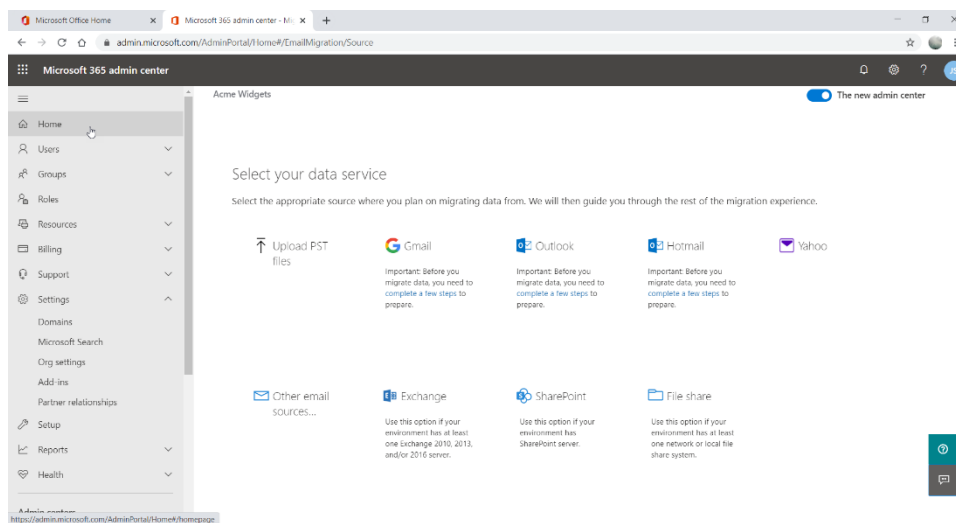 Microsoft Office Home
Microsoft 365 admin center - Mi
admin.microsoft.com/AdminPortal/Home#/EmailMigration/Source
Microsoft 365 admin center
?
JS
Acme Widgets
The new admin center
Home
Users
Groups
Roles
Resources
Billing
Support
Settings
Domains
Microsoft Search
Org settings
Add-ins
Partner relationships
Setup
Reports
Health
Admin centers
https://admin.microsoft.com/AdminPortal/Home#/homepage
Select your data service
Select the appropriate source where you plan on migrating data from. We will then guide you through the rest of the migration experience.
Upload PST
files
Gmail
Important: Before you
migrate data, you need to
complete a few steps to
prepare.
Outlook
Important: Before you
migrate data, you need to
complete a few steps to
prepare.
Hotmail
Important: Before you
migrate data, you need to
complete a few steps to
prepare.
Yahoo
Other email
sources...
Exchange
Use this option if your
environment has at least
one Exchange 2010, 2013,
and/or 2016 server.
SharePoint
Use this option if your
environment has
SharePoint server.
File share
Use this option if your
environment has at least
one network or local file
share system.